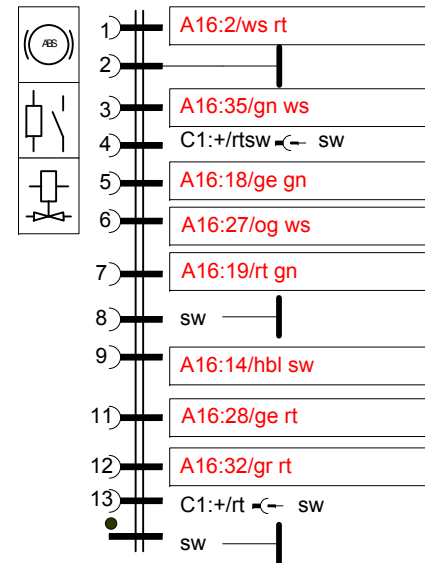 ABS
1 A16:2/ws rt
2
3 A16:35/gn ws
4 C1:+/rtsw sw
5 A16:18/ge gn
6 A16:27/og ws
7 A16:19/rt gn
8 sw
9 A16:14/hbl sw
11 A16:28/ge rt
12 A16:32/gr rt
13 C1:+/rt sw
sw